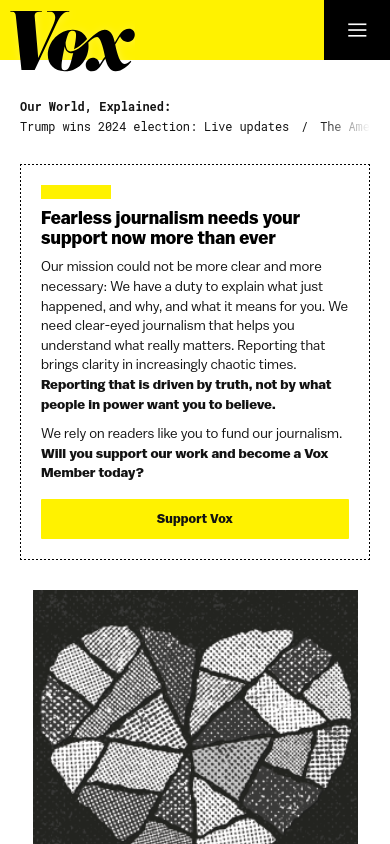 Vox
Our World, Explained:
Trump wins 2024 election: Live updates / The Ame
Fearless journalism needs your
support now more than ever
Our mission could not be more clear and more
necessary: We have a duty to explain what just
happened, and why, and what it means for you. We
need clear-eyed journalism that helps you
understand what really matters. Reporting that
brings clarity in increasingly chaotic times.
Reporting that is driven by truth, not by what
people in power want you to believe.
We rely on readers like you to fund our journalism.
Will you support our work and become a Vox
Member today?
Support Vox